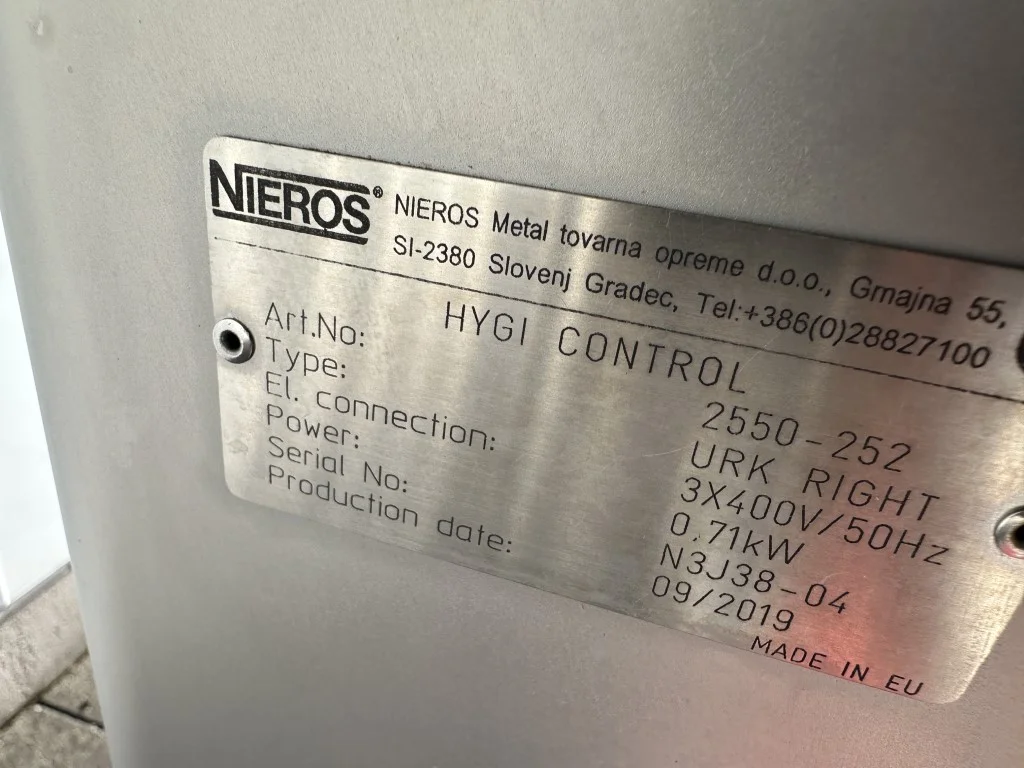 NIEROS® NIEROS Metal tovarna opreme d.o.o., Gmajna 55,
SI-2380 Slovenj Gradec, Tel:+386(0)28827100
HYGI CONTROL
Art.No: 2550-252
Type: URK RIGHT
El. connection: 3X400V/50Hz
Power: 0.71kW
Serial No: N3J38-04
Production date: 09/2019
MADE IN EU